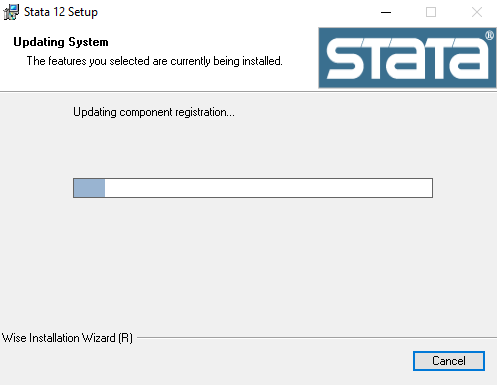 Stata 12 Setup
Updating System
The features you selected are currently being installed.
STATA®
Updating component registration...
Wise Installation Wizard (R)
Cancel